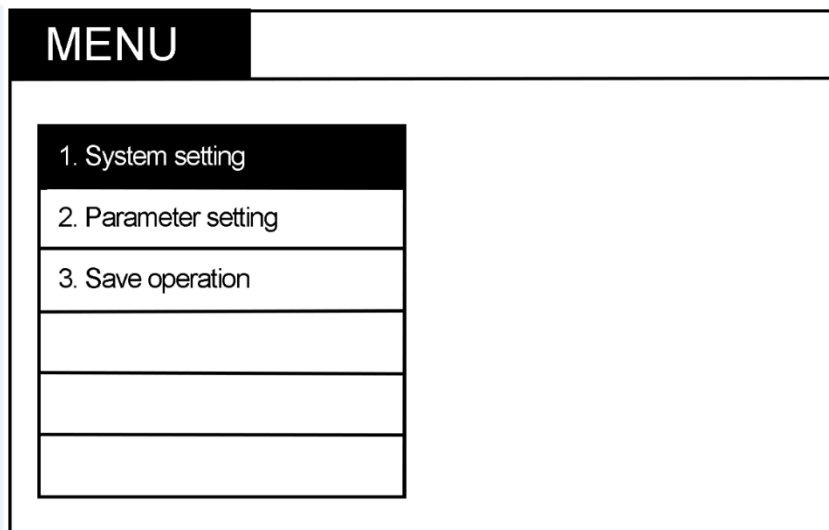 MENU
1. System setting
2. Parameter setting
3. Save operation